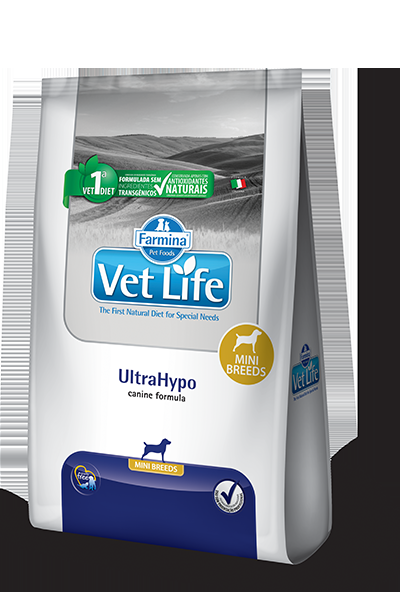 1ª
VET DIET
FORMULADA SEM
INGREDIENTES
TRANSGÊNICOS
ANTIOXIDANTES
NATURAIS
Farmina
Pet Foods
Vet Life
The First Natural Diet for Special Needs
MINI
BREEDS
UltraHypo
canine formula
MINI BREEDS
Vet Life
free